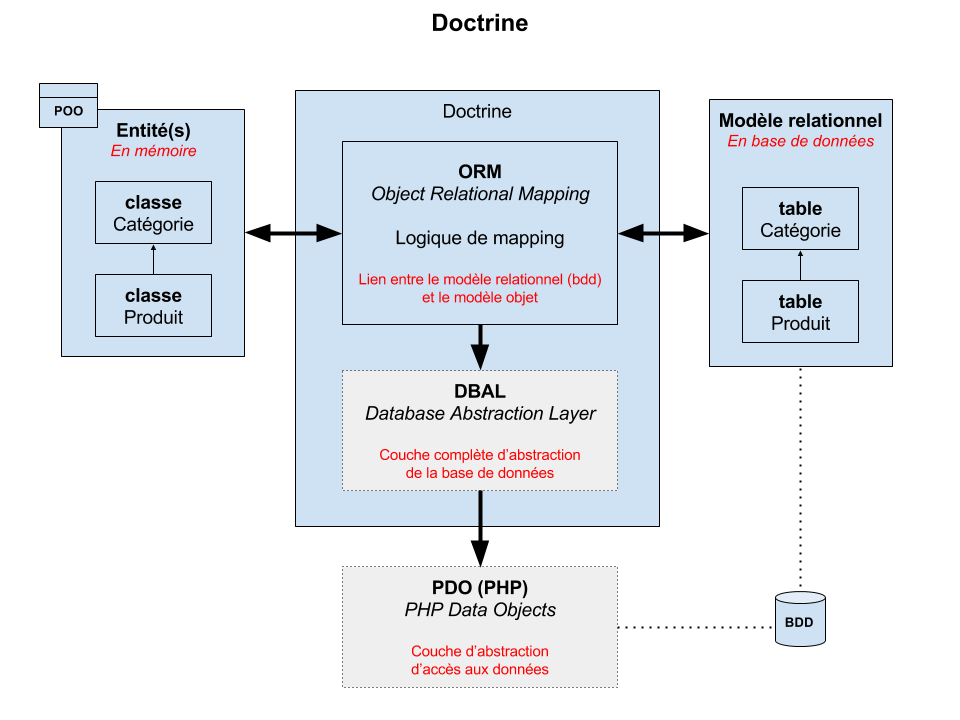 Doctrine
POO
Entité(s)
En mémoire
classe
Catégorie
classe
Produit
Doctrine
ORM
Object Relational Mapping
Logique de mapping
Lien entre le modèle relationnel (bdd)
et le modèle objet
DBAL
Database Abstraction Layer
Couche complète d'abstraction
de la base de données
PDO (PHP)
PHP Data Objects
Couche d'abstraction
d'accès aux données
Modèle relationnel
En base de données
table
Catégorie
table
Produit
BDD